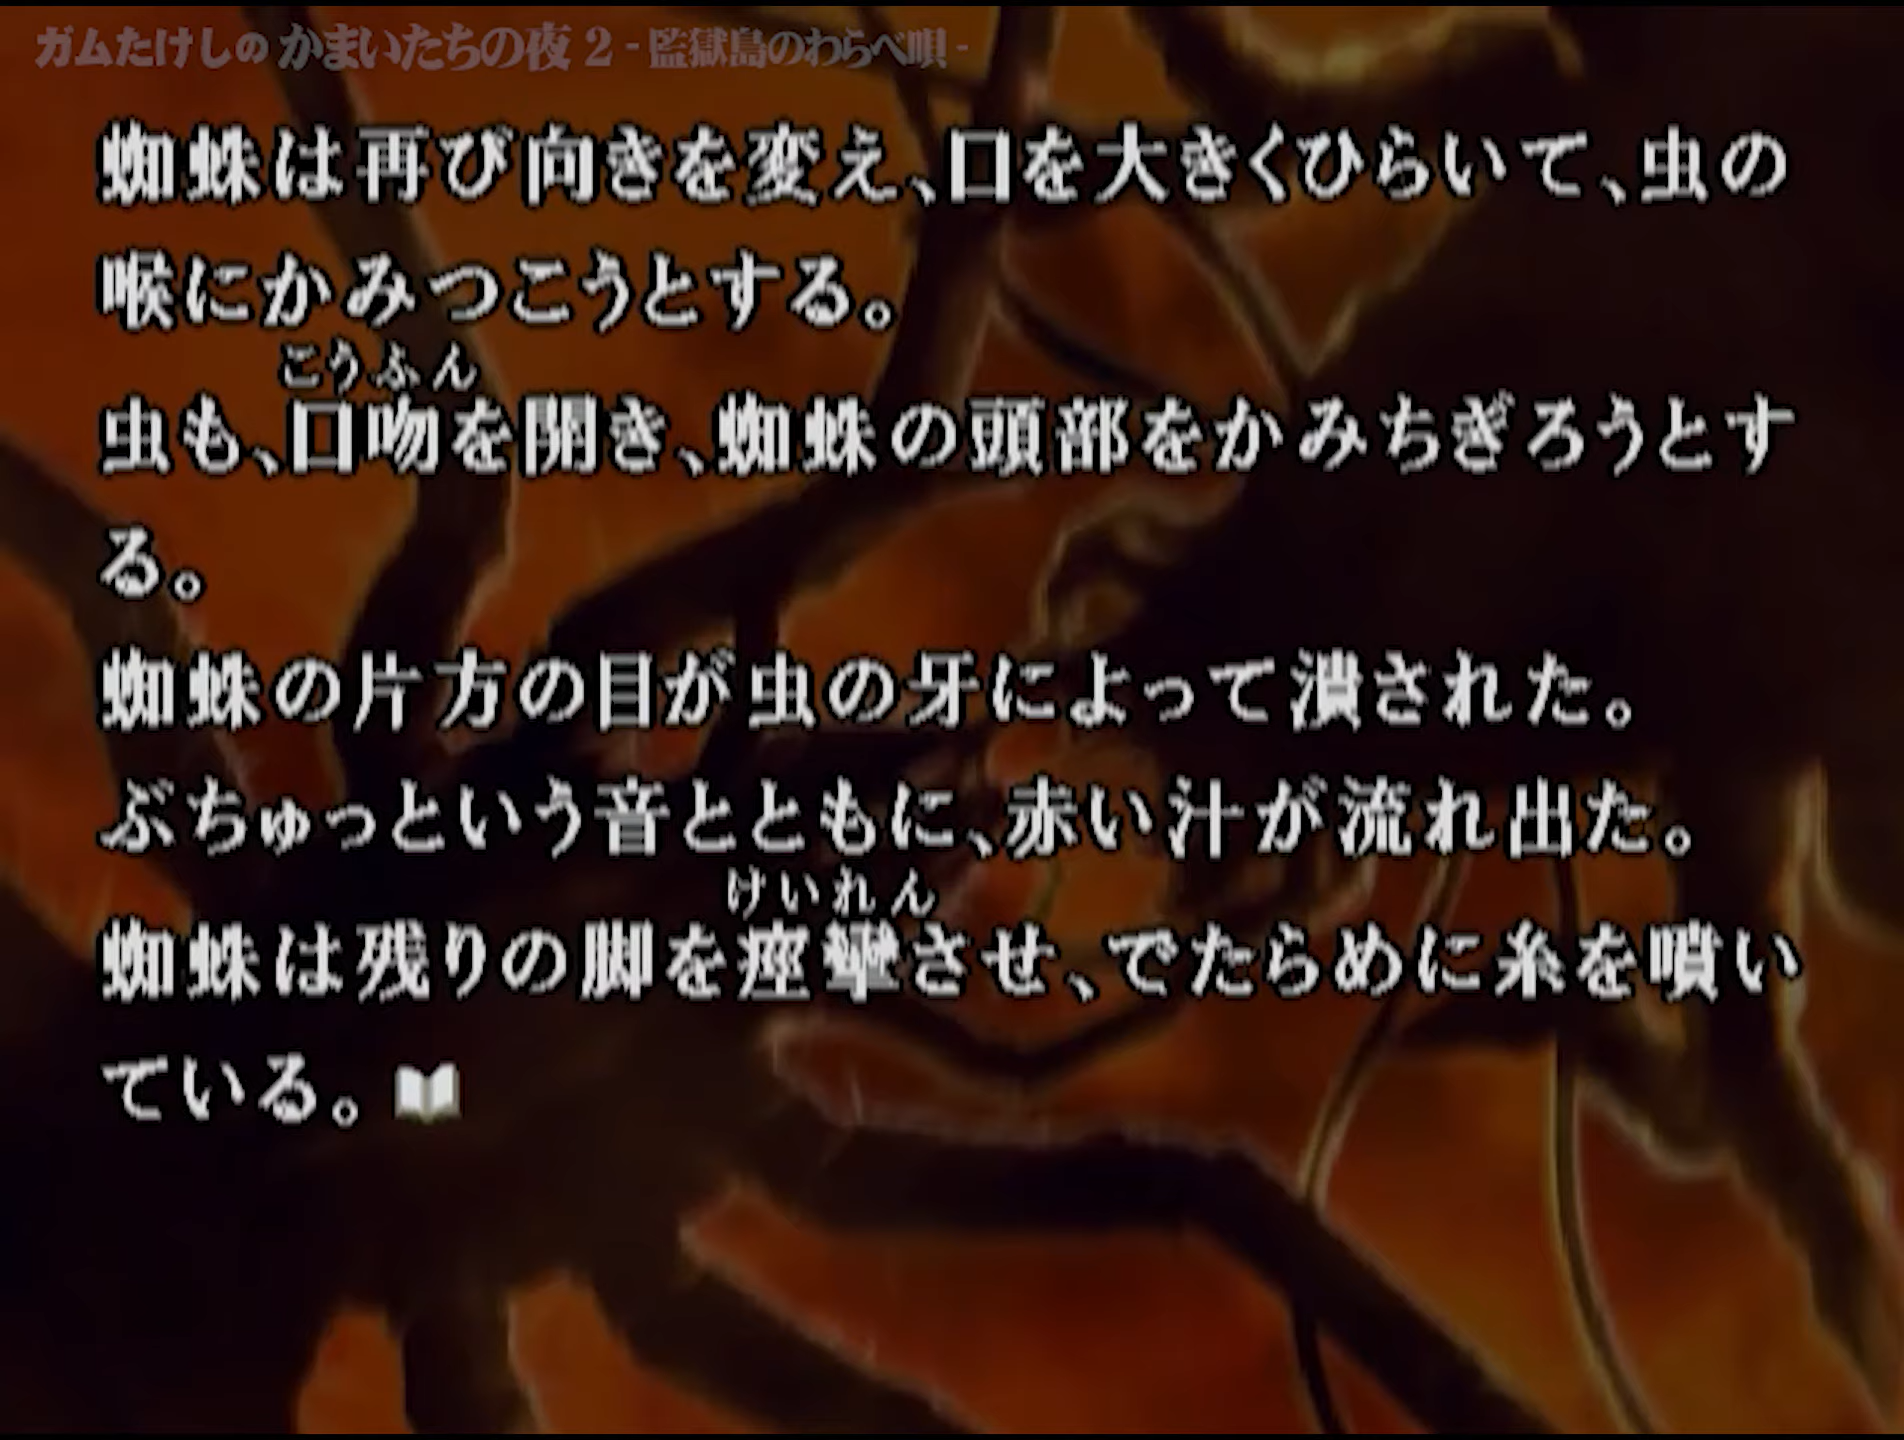 ガムたけしの かまいたちの夜 2 - 監獄島のわらべ唄 -
蜘蛛は再び向きを変え、口を大きくひらいて、虫の
喉にかみつこうとする。
こうふん
虫も、口吻を開き、蜘蛛の頭部をかみちぎろうとす
る。
蜘蛛の片方の目が虫の牙によって潰された。
ぶちゅっという音とともに、赤い汁が流れ出た。
けいれん
蜘蛛は残りの脚を痙攣させ、でたらめに糸を噴い
ている。